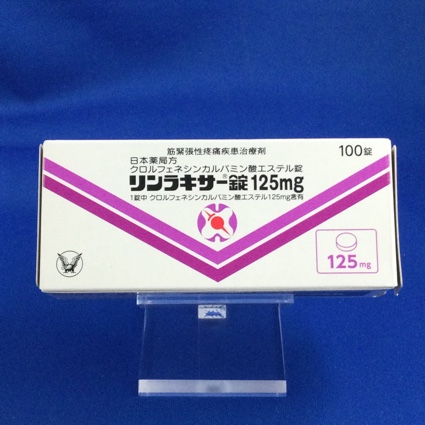 筋緊張性疼痛疾患治療剤
日本薬局方
クロルフェネシンカルバミン酸エステル錠
100錠
リンラキサー®錠125mg
1錠中 クロルフェネシンカルバミン酸エステル125mg含有
125mg